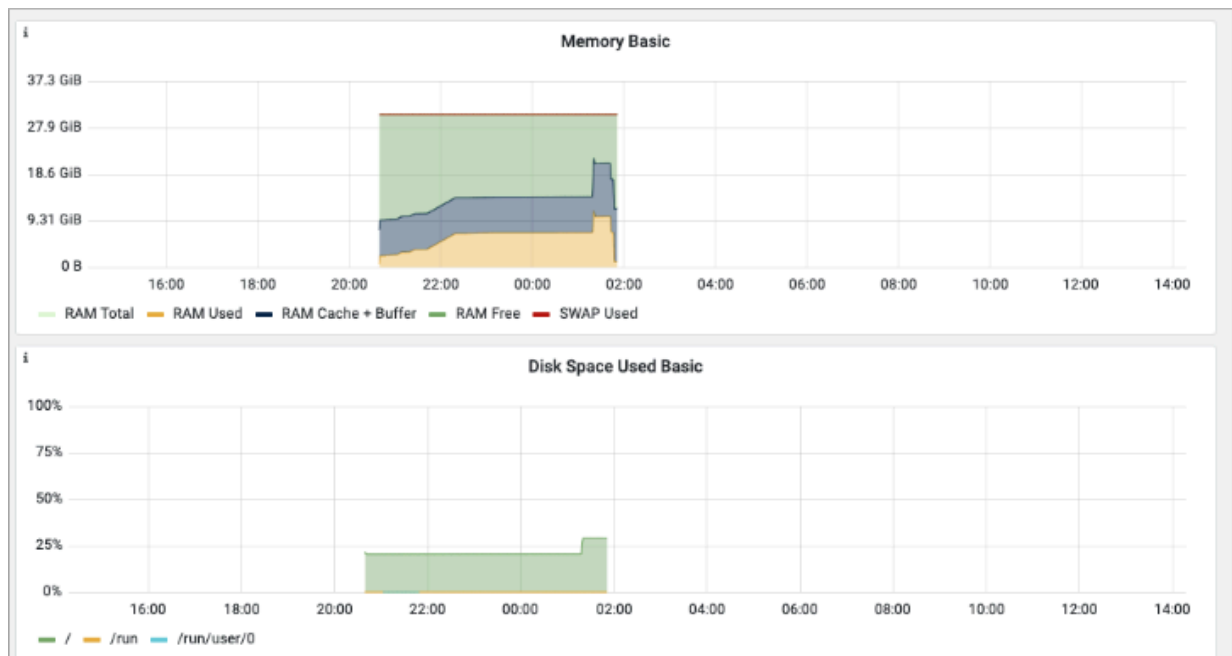 i
Memory Basic
37.3 GiB
27.9 GiB
18.6 GiB
9.31 GiB
0 B
16:00 18:00 20:00 22:00 00:00 02:00 04:00 06:00 08:00 10:00 12:00 14:00
RAM Total RAM Used RAM Cache + Buffer RAM Free SWAP Used
i
Disk Space Used Basic
100%
75%
50%
25%
0%
16:00 18:00 20:00 22:00 00:00 02:00 04:00 06:00 08:00 10:00 12:00 14:00
/ /run /run/user/0